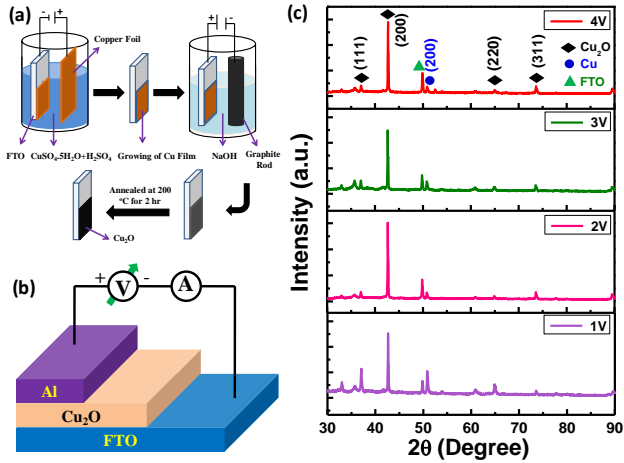 (a)
- +
Copper Foil
+ -
FTO
CuSO₄.5H₂O+H₂SO₄
Growing of Cu Film
NaOH
Graphite
Rod
Annealed at 200
°C for 2 hr
Cu₂O
(b)
+ V - A
Al
Cu₂O
FTO
(c)
Intensity (a.u.)
(111)
(200)
(200)
(220)
(311)
4V
Cu₂O
Cu
FTO
3V
2V
1V
30 40 50 60 70 80 90
2θ (Degree)